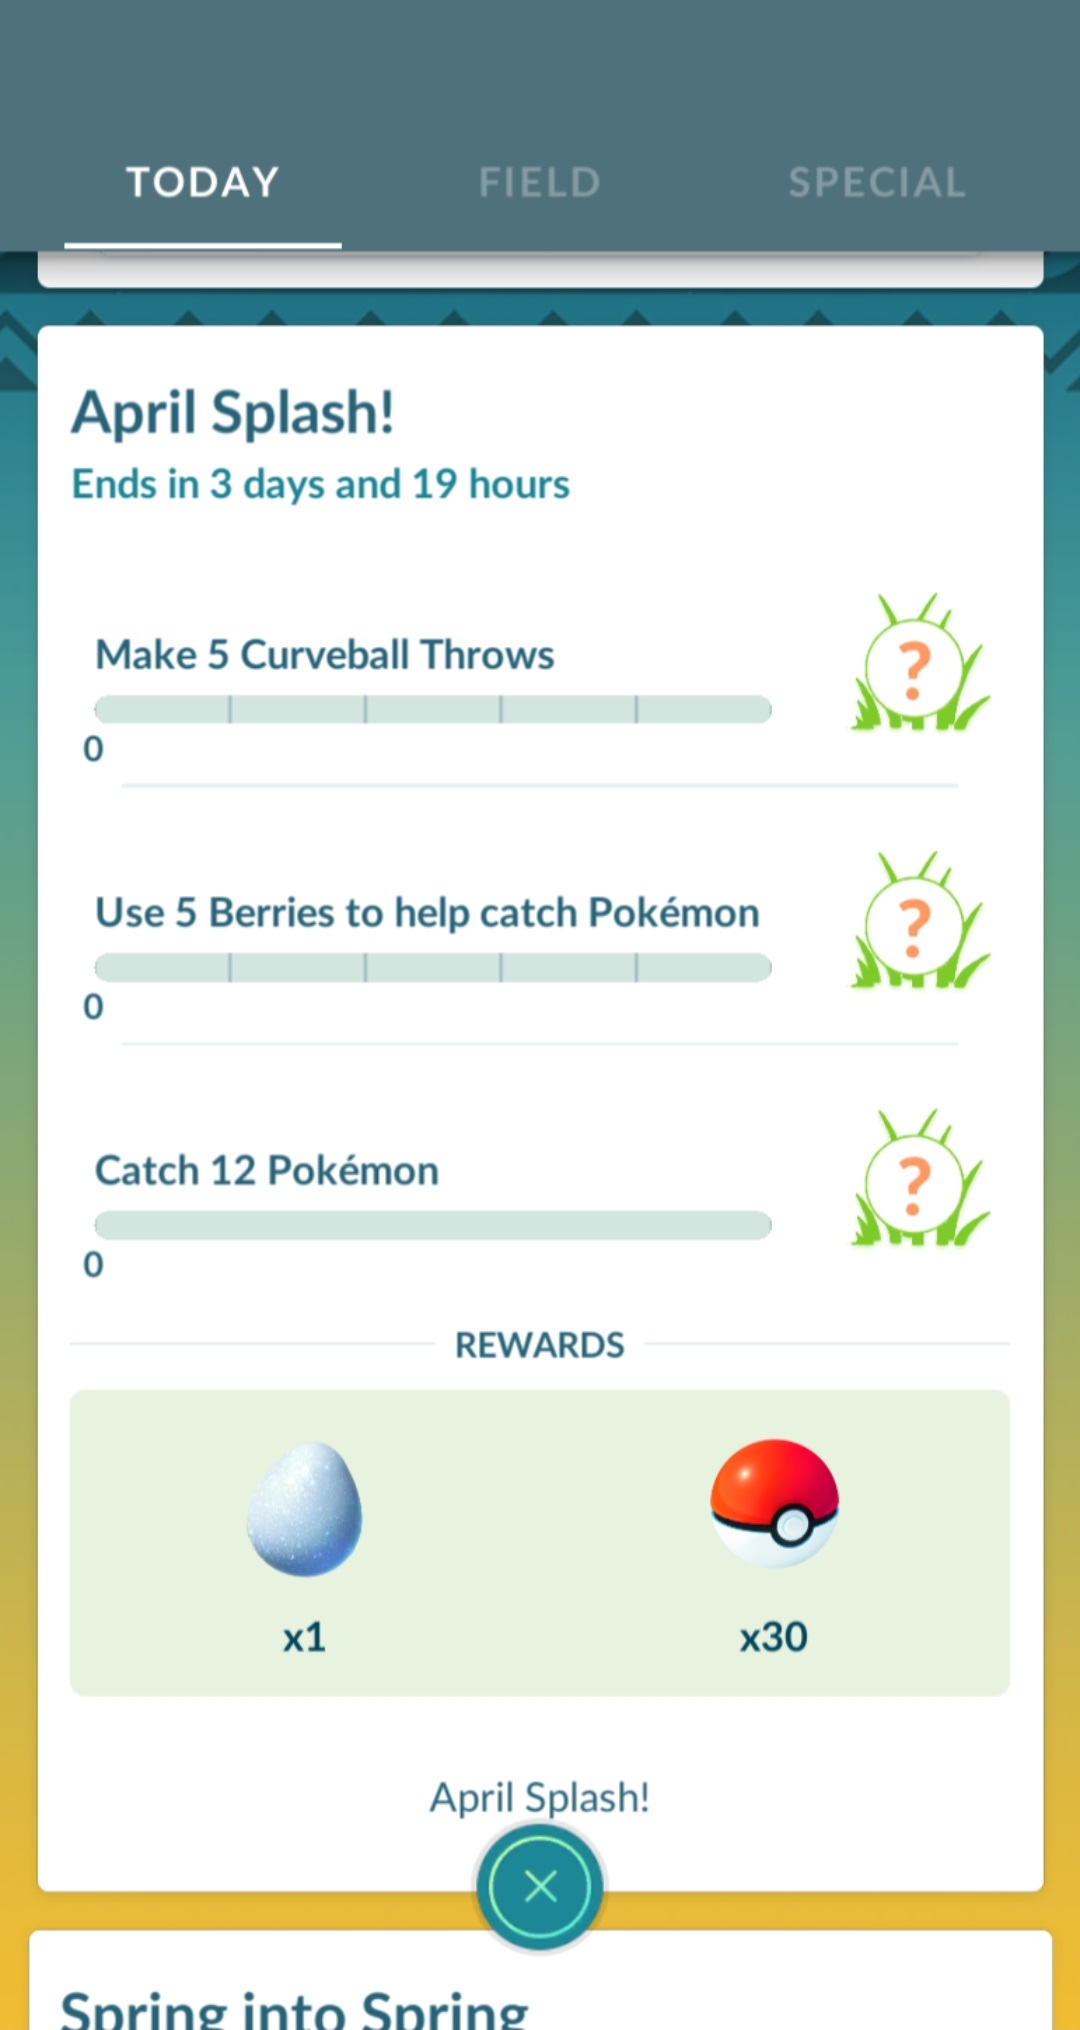 TODAY FIELD SPECIAL
April Splash!
Ends in 3 days and 19 hours
Make 5 Curveball Throws
?
0
Use 5 Berries to help catch Pokémon
?
0
Catch 12 Pokémon
?
0
REWARDS
x1 x30
April Splash!
Spring into Spring